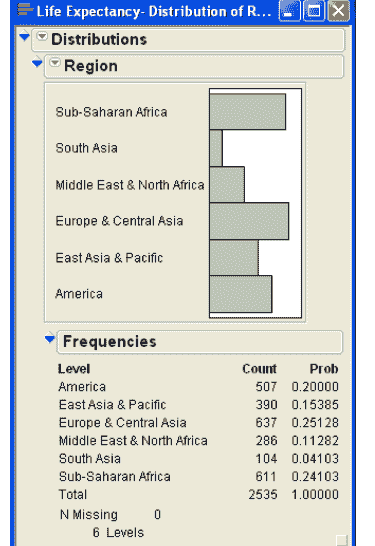 Life Expectancy- Distribution of R...
Distributions
Region
Sub-Saharan Africa
South Asia
Middle East & North Africa
Europe & Central Asia
East Asia & Pacific
America
Frequencies
Level Count Prob
America 507 0.20000
East Asia & Pacific 390 0.15385
Europe & Central Asia 637 0.25128
Middle East & North Africa 286 0.11282
South Asia 104 0.04103
Sub-Saharan Africa 611 0.24103
Total 2535 1.00000
N Missing 0
6 Levels